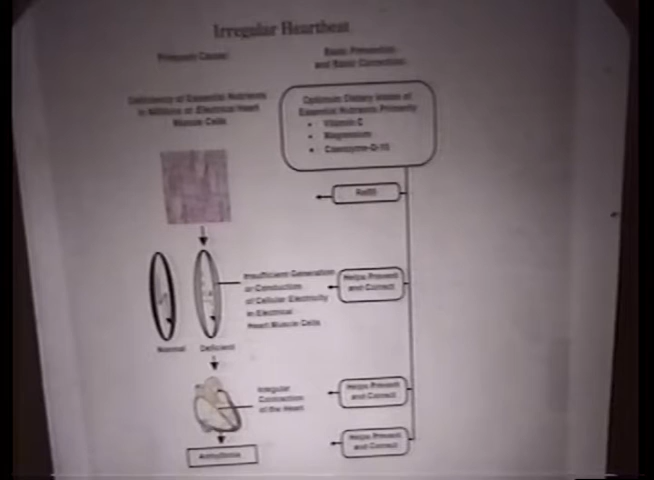 Irregular Heartbeat
Primary Cause
Basic Prevention
and Basic Correction
Deficiency of Essential Nutrients
in Millions of Electrical Heart
Muscle Cells
Optimum Dietary Intake of
Essential Nutrients Primarily
• Vitamin C
• Magnesium
• Coenzyme-Q-10
Refill
Insufficient Generation
or Conduction
of Cellular Electricity
in Electrical
Heart Muscle Cells
Helps Prevent
and Correct
Normal
Deficient
Irregular
of the Heart
Helps Prevent
and Correct
Arrhythmia
Helps Prevent
and Correct